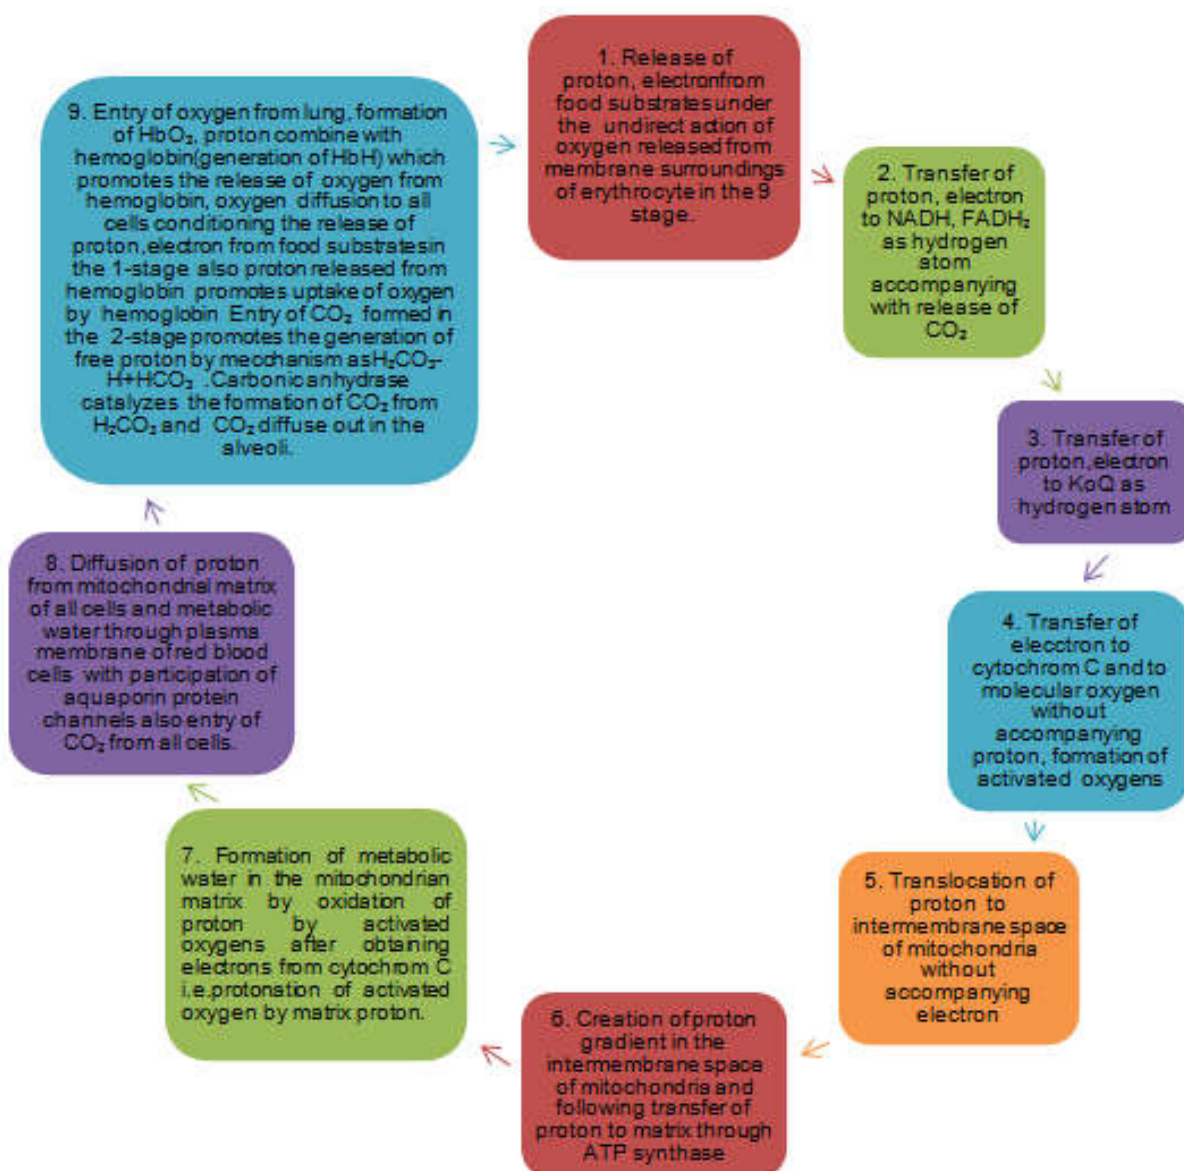 1. Release of
proton, electronfrom
food substrates under
the undirect action of
oxygen released from
membrane surroundings
of erythrocyte in the 9
stage.
2. Transfer of
proton, electron
to NADH, FADH₂
as hydrogen
atom
accompanying
with release of
CO₂
3. Transfer of
proton,electron
to KoQ as
hydrogen atom
4. Transfer of
elecctron to
cytochrom C and to
molecular oxygen
without
accompanying
proton, formation of
activated oxygens
5. Translocation of
proton to
intermembrane space
of mitochondria
without
accompanying
electron
6. Creation of proton
gradient in the
intermembrane space
of mitochondria and
following transfer of
proton to matrix through
ATP synthase
7. Formation of metabolic
water in the mitochondrian
matrix by oxidation of
proton by activated
oxygens after obtaining
electrons from cytochrom C
i.e.protonation of activated
oxygen by matrix proton.
8. Diffusion of proton
from mitochondrial matrix
of all cells and metabolic
water through plasma
membrane of red blood
cells with participation of
aquaporin protein
channels also entry of
CO₂ from all cells.
9. Entry of oxygen from lung, formation
of HbO₂, proton combine with
hemoglobin(generation of HbH) which
promotes the release of oxygen from
hemoglobin, oxygen diffusion to all
cells conditioning the release of
proton,electron from food substratesin
the 1-stage also proton released from
hemoglobin promotes uptake of oxygen
by hemoglobin Entry of CO₂ formed in
the 2-stage promotes the generation of
free proton by mecchanism asH₂CO₃-
H+HCO₃ .Carbonicanhydrase
catalyzes the formation of CO₂ from
H₂CO₃ and CO₂ diffuse out in the
alveoli.